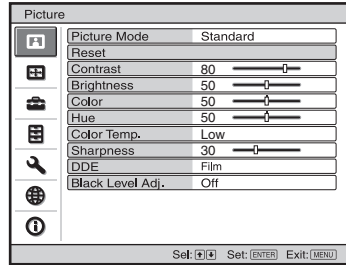 Picture
Picture Mode Standard
Reset
Contrast 80
Brightness 50
Color 50
Hue 50
Color Temp. Low
Sharpness 30
DDE Film
Black Level Adj. Off
Sel: Set: ENTER Exit: MENU